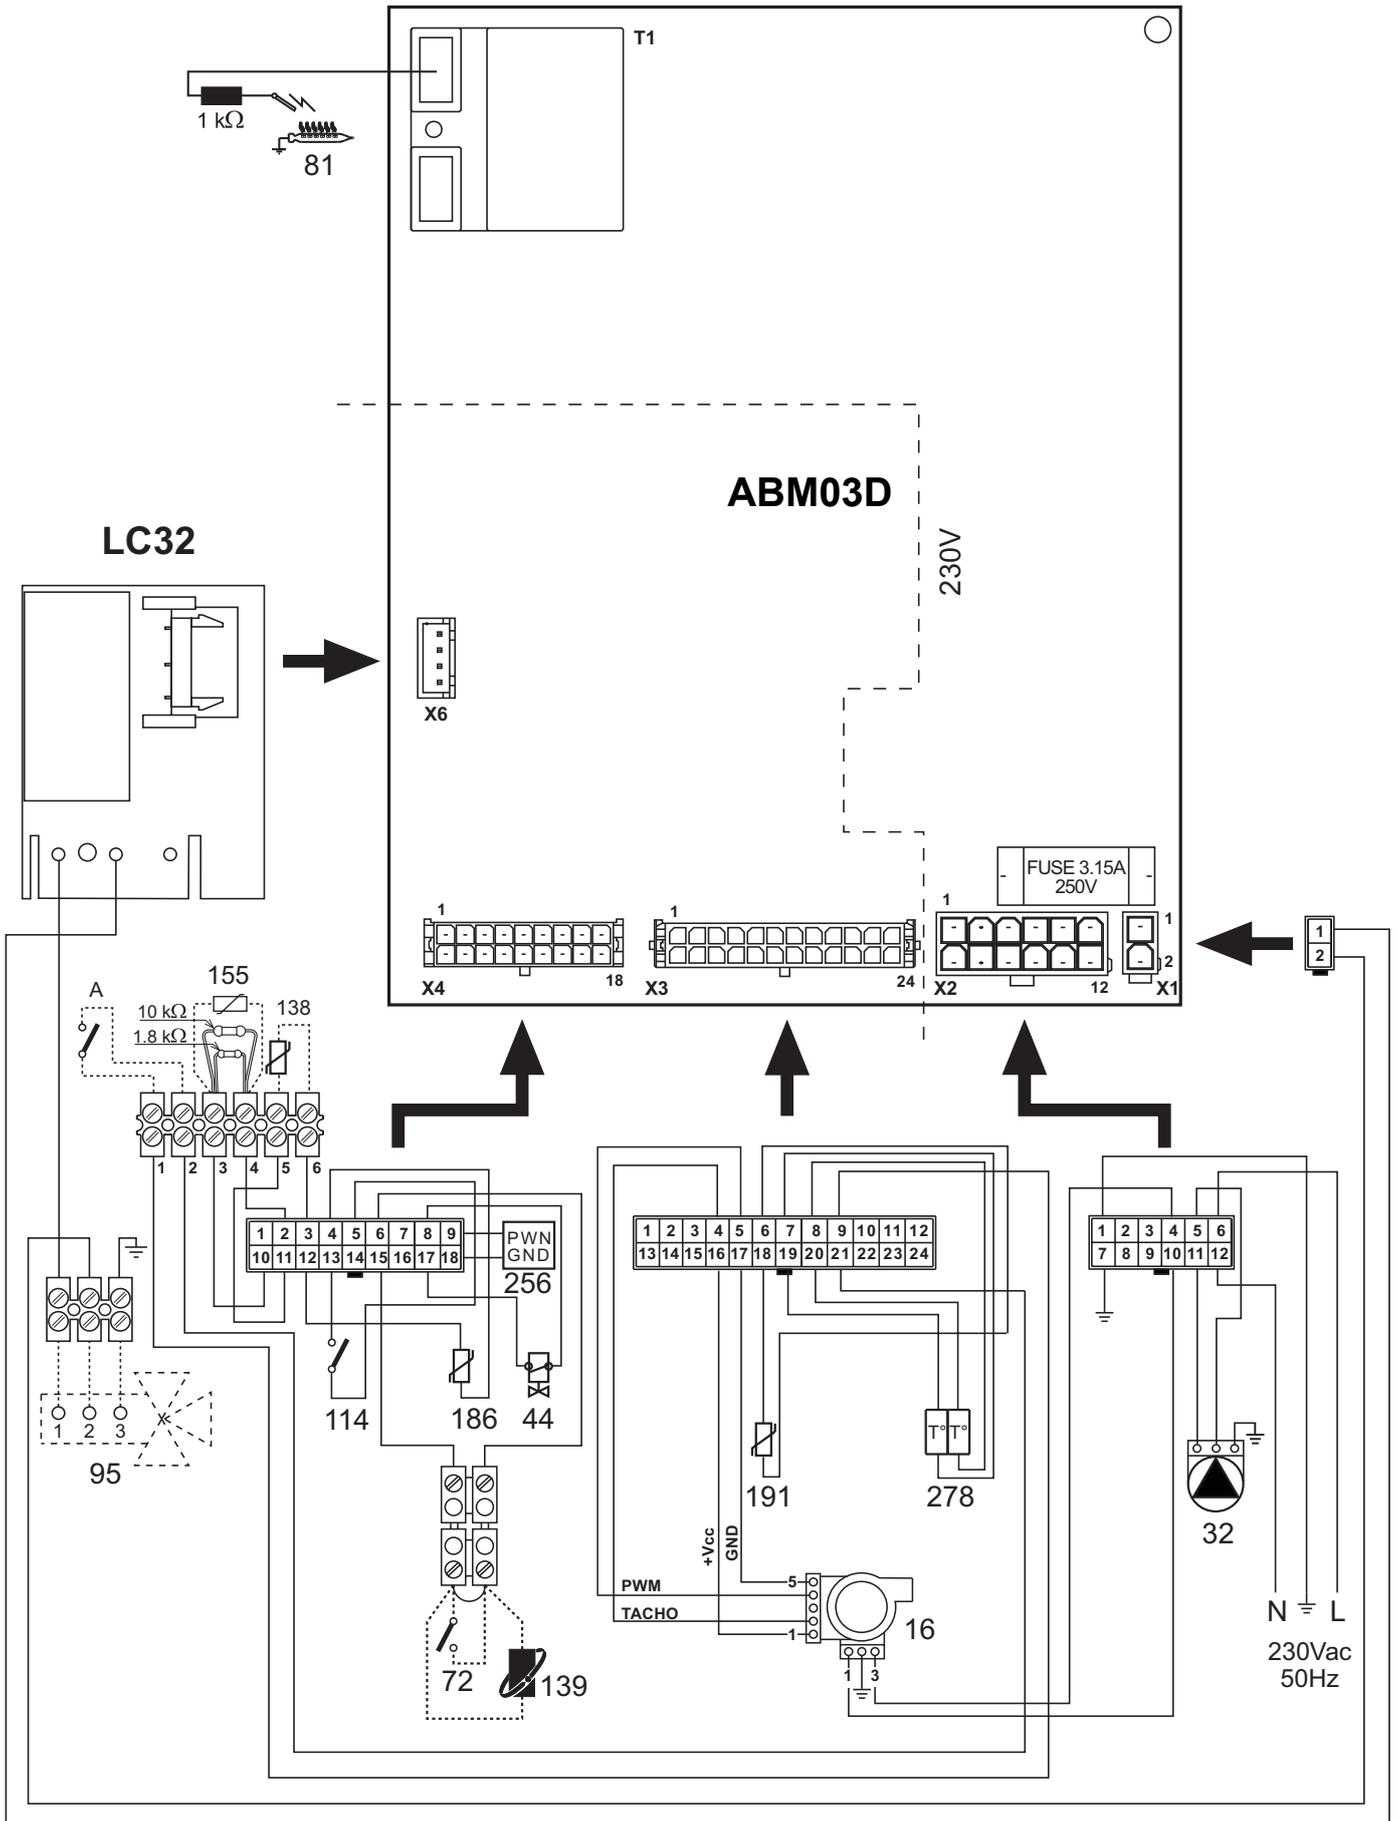 T1
1 kΩ
81
ABM03D
230V
LC32
X6
FUSE 3.15A
250V
1
1
1
1
1
2
2
X4
18
X3
24
X2
12
X1
A
155
138
10 kΩ
1.8 kΩ
1 2 3 4 5 6
1 2 3 4 5 6 7 8 9
10 11 12 13 14 15 16 17 18
PWN
GND
256
1 2 3 4 5 6 7 8 9 10 11 12
13 14 15 16 17 18 19 20 21 22 23 24
1 2 3 4 5 6
7 8 9 10 11 12
114
186
44
1 2 3
95
T° T°
191
278
32
+Vcc
GND
PWM
TACHO
5
1
16
1 3
N L
230Vac
50Hz
72
139